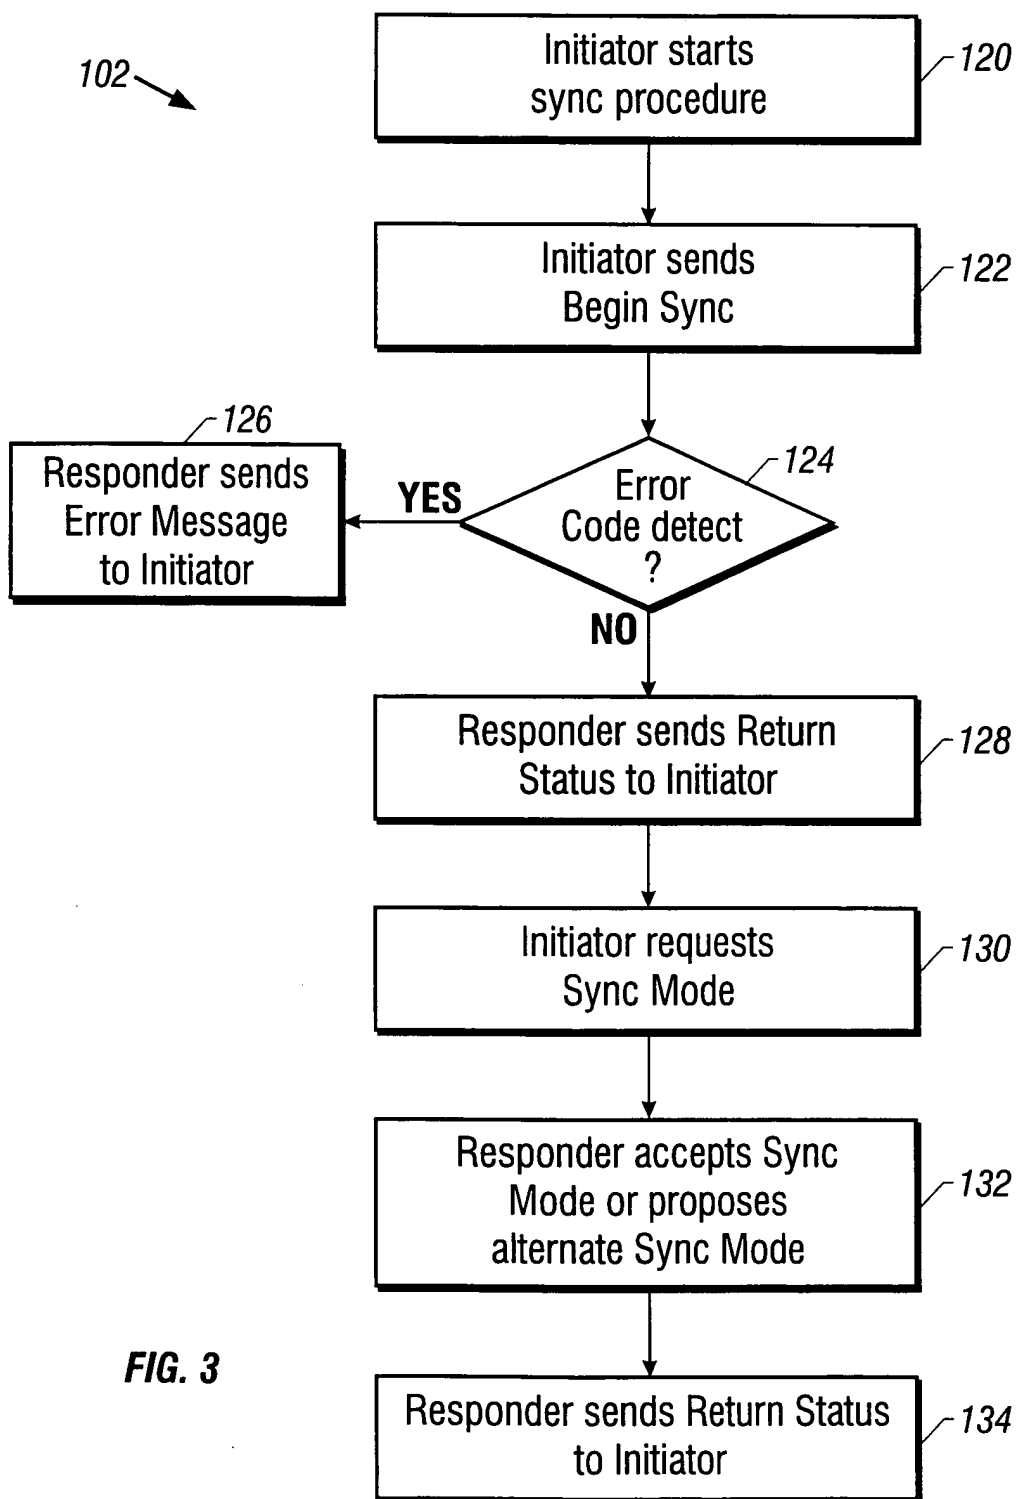 102
Initiator starts
sync procedure
120
Initiator sends
Begin Sync
122
126
Responder sends
Error Message
to Initiator
YES
Error
Code detect
?
124
NO
Responder sends Return
Status to Initiator
128
Initiator requests
Sync Mode
130
Responder accepts Sync
Mode or proposes
alternate Sync Mode
132
FIG. 3
Responder sends Return Status
to Initiator
134